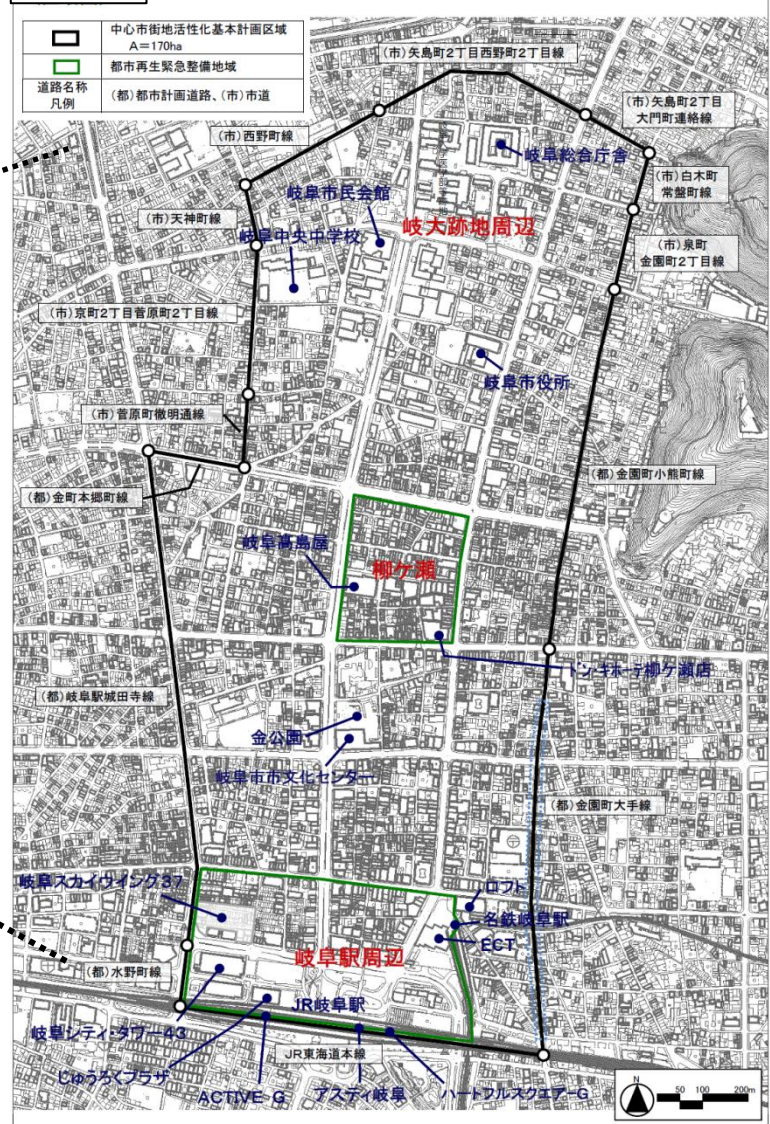 中心市街地活性化基本計画区域
A=170ha
都市再生緊急整備地域
道路名称
凡例
(都)都市計画道路、(市)市道
(市)矢島町2丁目西野町2丁目線
(市)矢島町2丁目
大門町連絡線
(市)西野町線
岐阜総合庁舎
(市)白木町
常盤町線
岐阜市民会館
(市)天神町線
岐阜中央中学校
岐大跡地周辺
(市)泉町
金園町2丁目線
(市)京町2丁目菅原町2丁目線
岐阜市役所
(市)菅原町徹明通線
(都)金町本郷町線
(都)金園町小熊町線
岐阜高島屋
柳ケ瀬
ドン・キホーテ柳ケ瀬店
(都)岐阜駅城田寺線
金公園
岐阜市市文化センター
(都)金園町大手線
岐阜スカイウイング37
ロフト
名鉄岐阜駅
ECT
岐阜駅周辺
(都)水野町線
JR岐阜駅
岐阜シティ・タワー43
JR東海道本線
じゅうろくプラザ
ACTIVE G
アスティ岐阜
ハートフルスクエアーG
N
50 100 200m